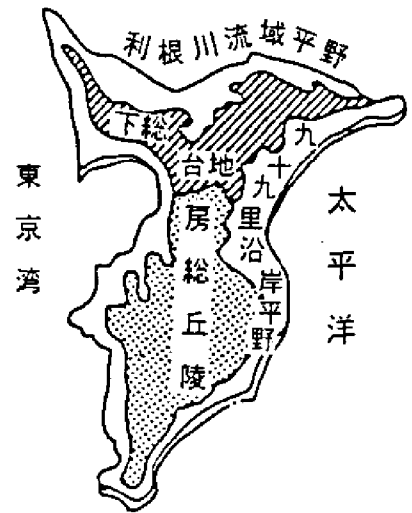 利根川流域平野
下総台地
九十九里沿岸平野
東京湾
太平洋
房総丘陵